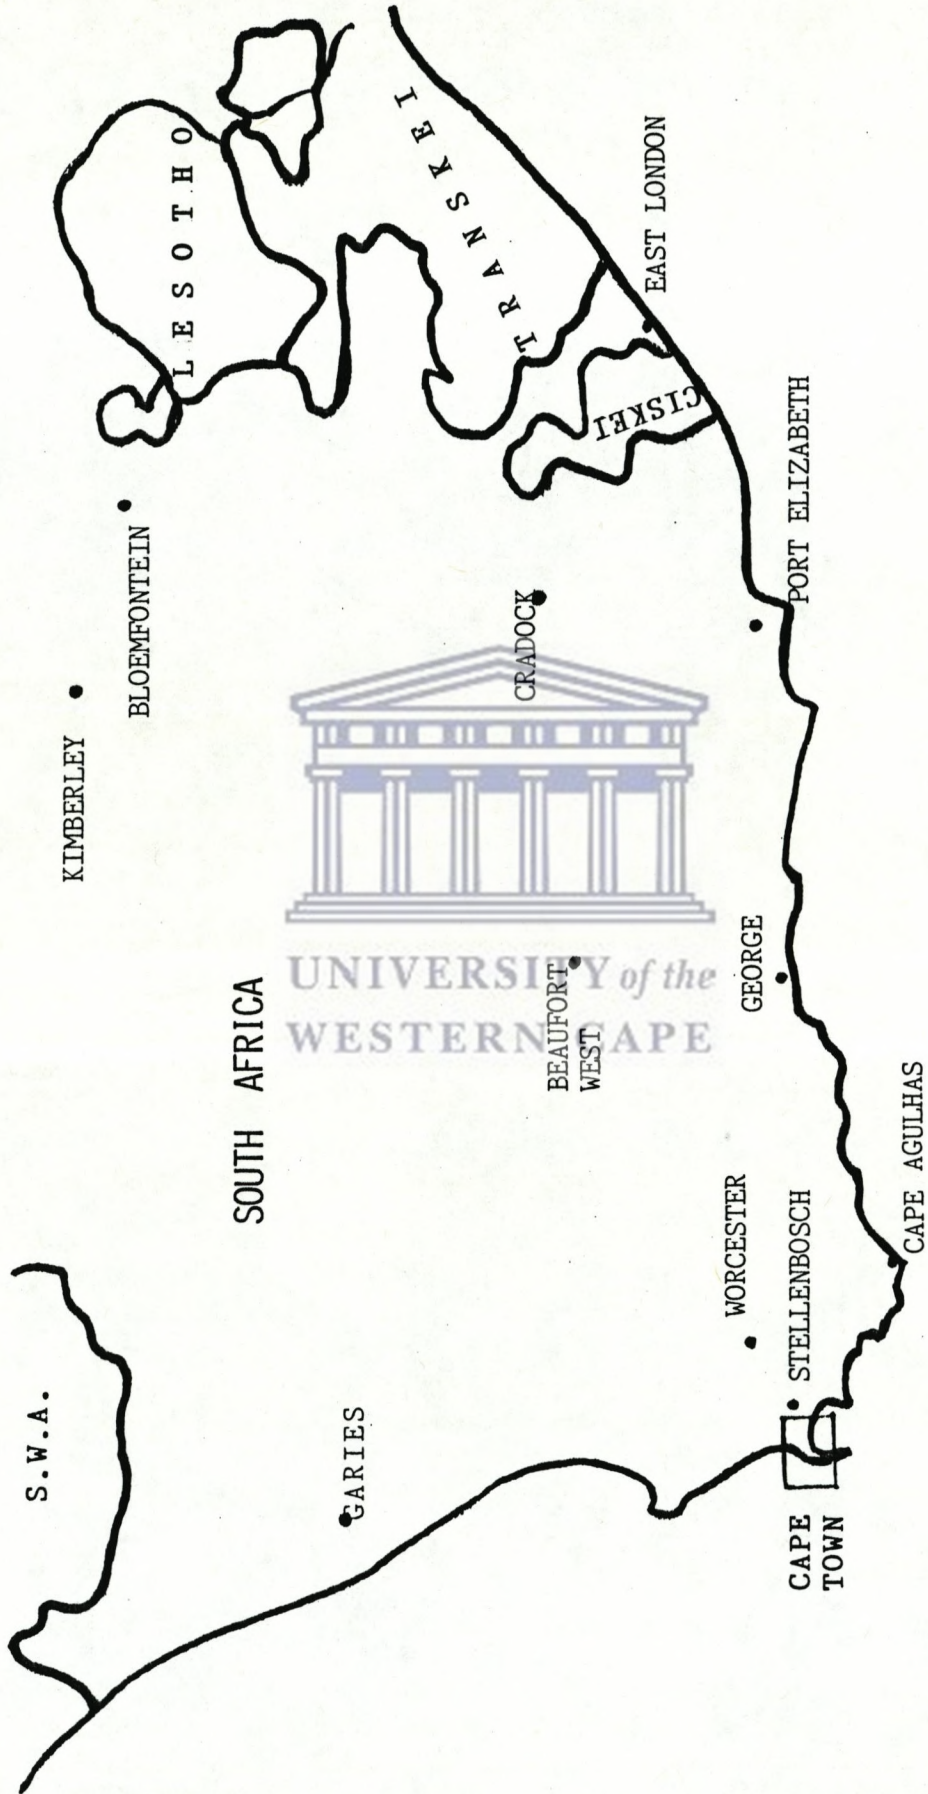 S.W.A.
KIMBERLEY
BLOEMFONTEIN
LESOTHO
SOUTH AFRICA
GARIES
TRANSKEI
CRADOCK
CISKEI
BEAUFORT
WEST
EAST LONDON
WORCESTER
GEORGE
PORT ELIZABETH
STELLENBOSCH
CAPE
TOWN
CAPE AGULHAS
UNIVERSITY of the
WESTERN CAPE